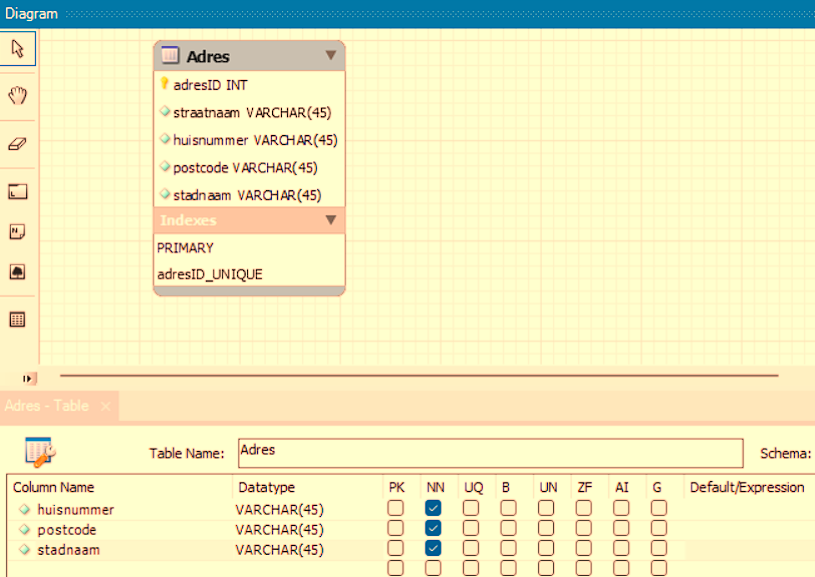 Diagram
Adres
adresID INT
straatnaam VARCHAR(45)
huisnummer VARCHAR(45)
postcode VARCHAR(45)
stadnaam VARCHAR(45)
Indexes
PRIMARY
adresID_UNIQUE
Adres - Table ×
Table Name: Adres Schema:
Column Name Datatype PK NN UQ B UN ZF AI G Default/Expression
huisnummer VARCHAR(45)
postcode VARCHAR(45)
stadnaam VARCHAR(45)